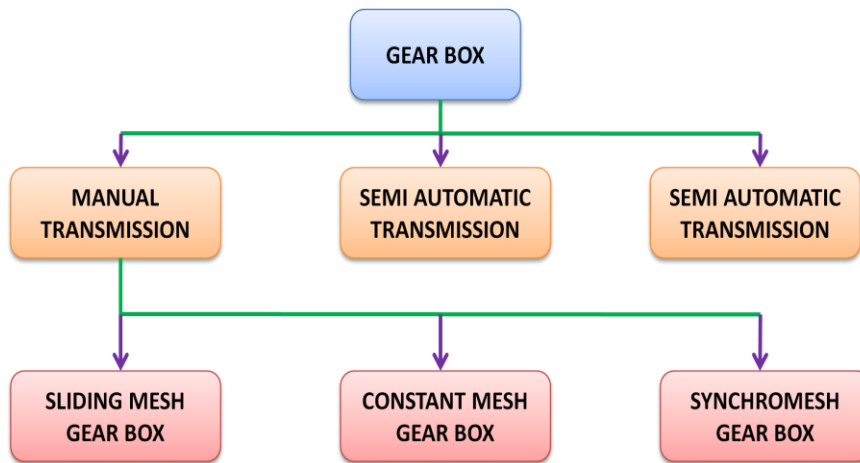 GEAR BOX
MANUAL
TRANSMISSION
SEMI AUTOMATIC
TRANSMISSION
SEMI AUTOMATIC
TRANSMISSION
SLIDING MESH
GEAR BOX
CONSTANT MESH
GEAR BOX
SYNCHROMESH
GEAR BOX